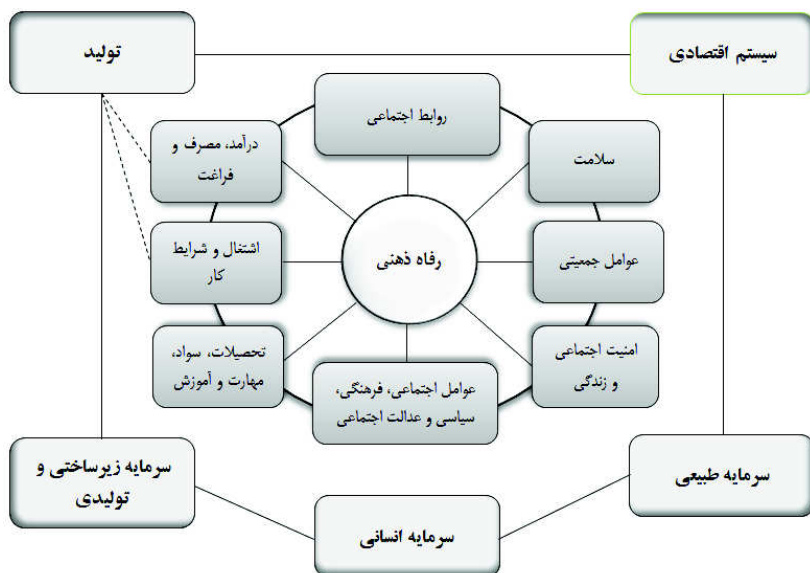 سیستم اقتصادی
تولید
روابط اجتماعی
سلامت
درآمد، مصرف و
فراغت
عوامل جمعیتی
رفاه ذهنی
اشتغال و شرایط
کار
امنیت اجتماعی
و زندگی
عوامل اجتماعی، فرهنگی،
سیاسی و عدالت اجتماعی
تحصیلات، سواد،
مهارت و آموزش
سرمایه طبیعی
سرمایه انسانی
سرمایه زیرساختی و
تولیدی